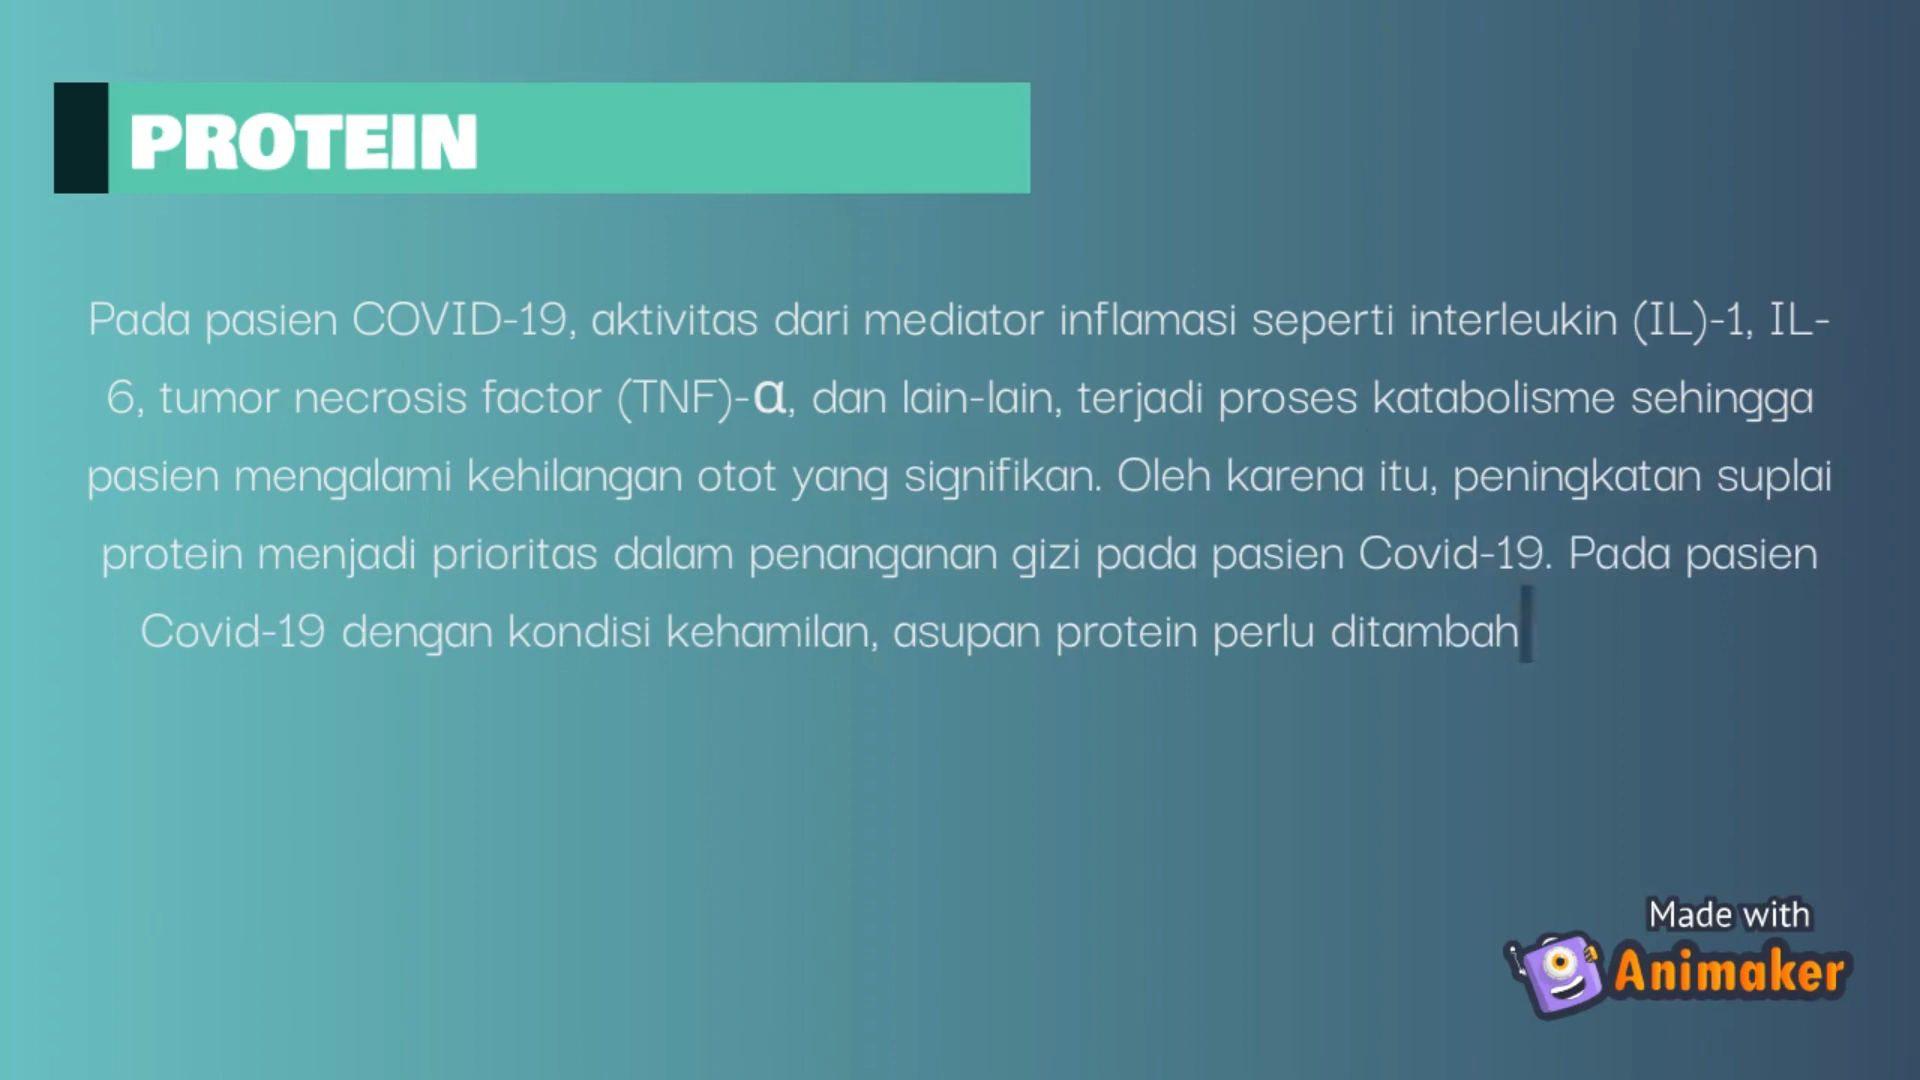 PROTEIN
Pada pasien COVID-19, aktivitas dari mediator inflamasi seperti interleukin (IL)-1, IL-
6, tumor necrosis factor (TNF)-α, dan lain-lain, terjadi proses katabolisme sehingga
pasien mengalami kehilangan otot yang signifikan. Oleh karena itu, peningkatan suplai
protein menjadi prioritas dalam penanganan gizi pada pasien Covid-19. Pada pasien
Covid-19 dengan kondisi kehamilan, asupan protein perlu ditambah
Made with
Animaker